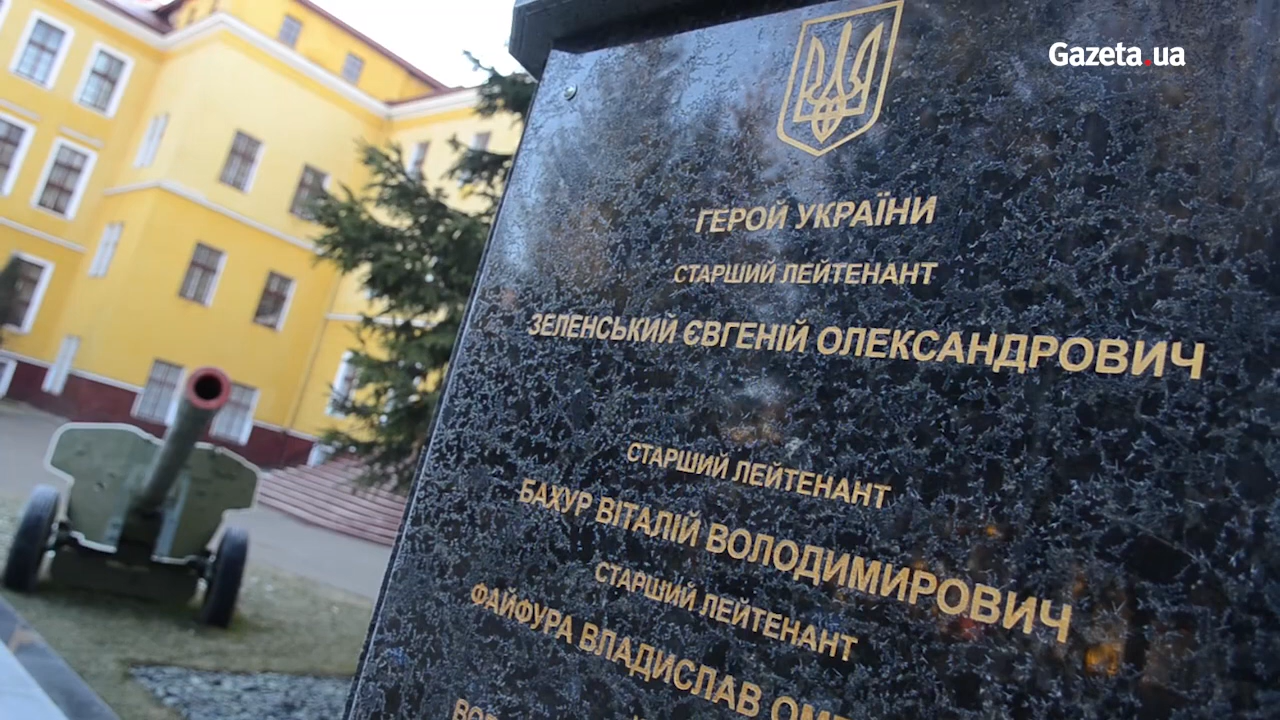 Gazeta.ua
ГЕРОЙ УКРАЇНИ
СТАРШИЙ ЛЕЙТЕНАНТ
ЗЕЛЕНСЬКИЙ ЄВГЕНІЙ ОЛЕКСАНДРОВИЧ
СТАРШИЙ ЛЕЙТЕНАНТ
БАХУР ВІТАЛІЙ ВОЛОДИМИРОВИЧ
СТАРШИЙ ЛЕЙТЕНАНТ
ФАЙФУРА ВЛАДИСЛАВ